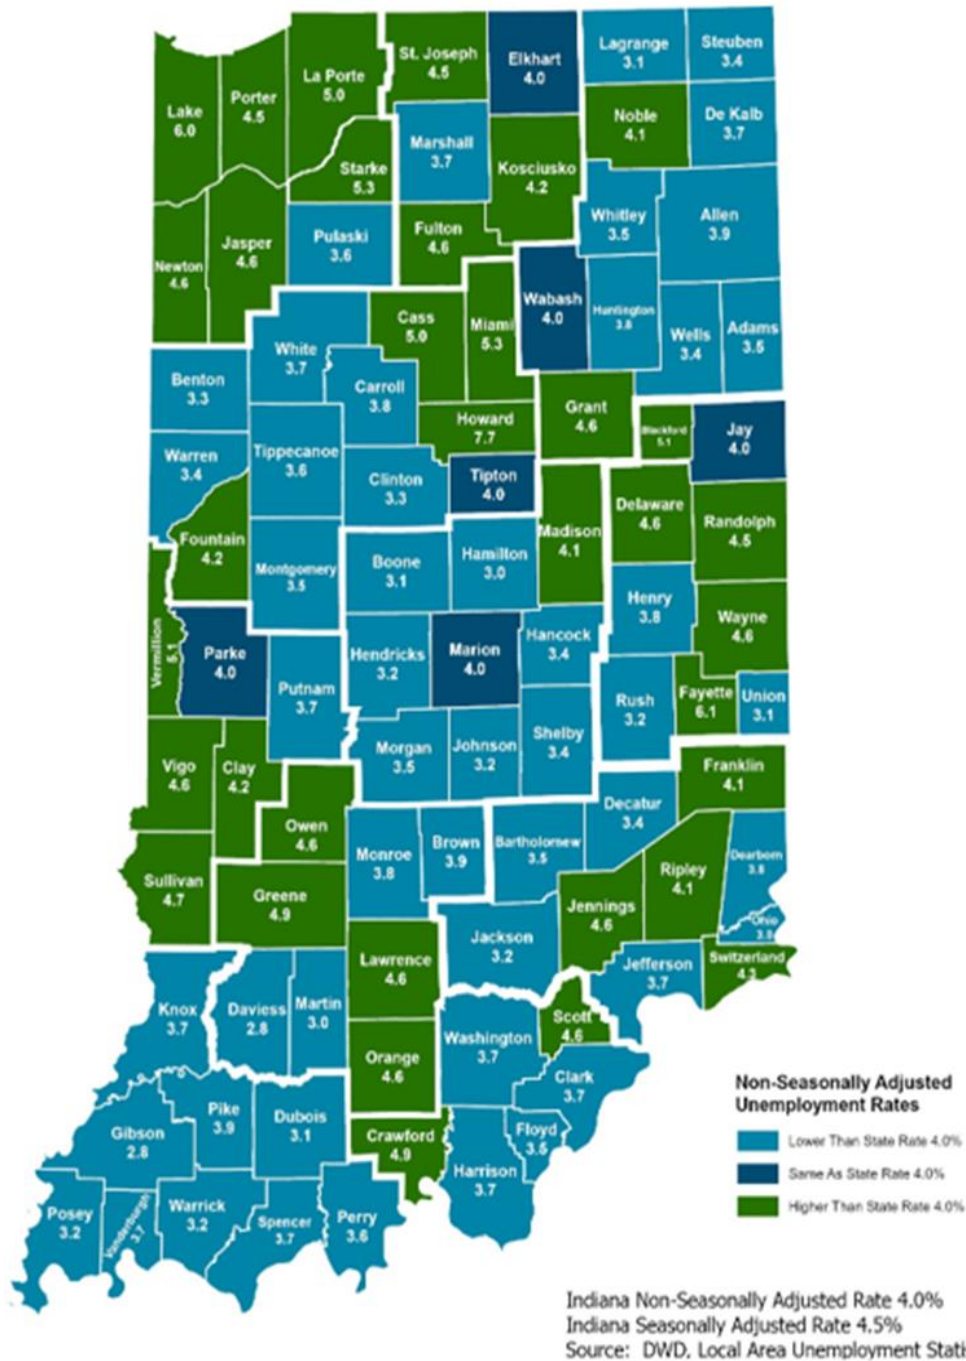 St. Joseph
4.5
Elkhart
4.0
Lagrange
3.1
Steuben
3.4
La Porte
5.0
Porter
4.5
Lake
6.0
Noble
4.1
De Kalb
3.7
Marshall
3.7
Starke
5.3
Kosciusko
4.2
Whitley
3.5
Allen
3.9
Fulton
4.6
Pulaski
3.6
Jasper
4.6
Newton
4.6
Wabash
4.0
Huntington
3.8
Cass
5.0
Miami
5.3
Wells
3.4
Adams
3.5
White
3.7
Benton
3.3
Carroll
3.8
Grant
4.6
Howard
7.7
Blackford
5.1
Jay
4.0
Warren
3.4
Tippecanoe
3.6
Clinton
3.3
Tipton
4.0
Delaware
4.6
Randolph
4.5
Madison
4.1
Fountain
4.2
Montgomery
3.5
Boone
3.1
Hamilton
3.0
Henry
3.8
Wayne
4.6
Vermillion
5.1
Parke
4.0
Hendricks
3.2
Marion
4.0
Hancock
3.4
Putnam
3.7
Rush
3.2
Fayette
6.1
Union
3.1
Morgan
3.5
Johnson
3.2
Shelby
3.4
Vigo
4.6
Clay
4.2
Franklin
4.1
Decatur
3.4
Owen
4.6
Monroe
3.8
Brown
3.9
Bartholomew
3.5
Dearborn
3.8
Ripley
4.1
Sullivan
4.7
Greene
4.9
Jennings
4.6
Ohio
Jackson
3.2
Lawrence
4.6
Jefferson
3.7
Switzerland
4.3
Knox
3.7
Daviess
2.8
Martin
3.0
Scott
4.6
Washington
3.7
Orange
4.6
Clark
3.7
Pike
3.9
Dubois
3.1
Gibson
2.8
Crawford
4.9
Floyd
3.5
Harrison
3.7
Posey
3.2
Vanderburgh
3.7
Warrick
3.2
Spencer
3.7
Perry
3.6
Non-Seasonally Adjusted
Unemployment Rates
Lower Than State Rate 4.0%
Same As State Rate 4.0%
Higher Than State Rate 4.0%
Indiana Non-Seasonally Adjusted Rate 4.0%
Indiana Seasonally Adjusted Rate 4.5%
Source: DWD, Local Area Unemployment Stati